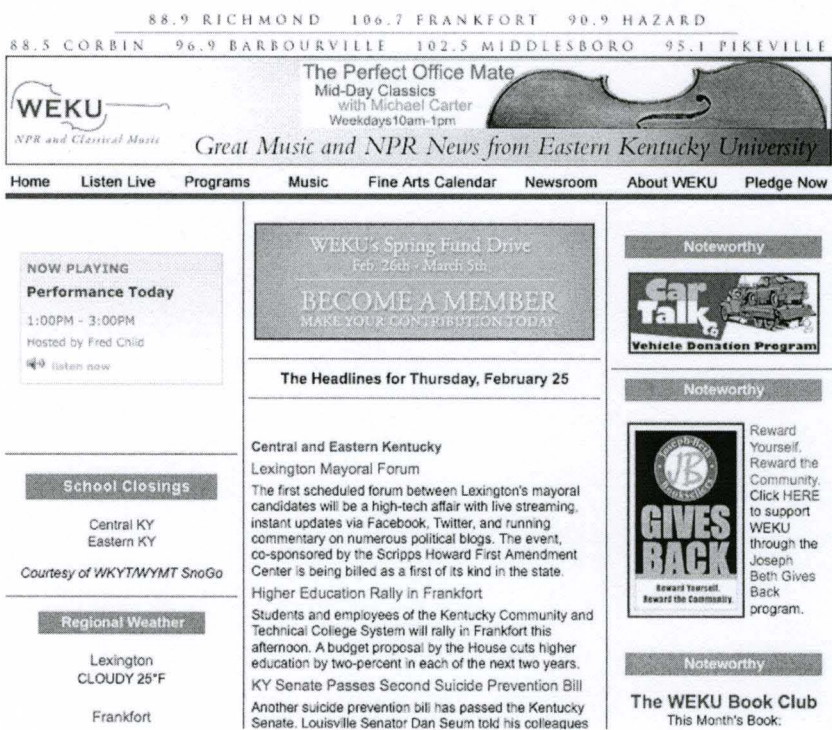 88.9 RICHMOND 106.7 FRANKFORT 90.9 HAZARD
88.5 CORBIN 96.9 BARBOURVILLE 102.5 MIDDLESBORO 95.1 PIKEVILLE
WEKU
NPR and Classical Music
The Perfect Office Mate
Mid-Day Classics
with Michael Carter
Weekdays10am-1pm
Great Music and NPR News from Eastern Kentucky University
Home Listen Live Programs Music Fine Arts Calendar Newsroom About WEKU Pledge Now
NOW PLAYING
Performance Today
1:00PM - 3:00PM
Hosted by Fred Child
listen now
School Closings
Central KY
Eastern KY
Courtesy of WKYT/WYMT SnoGo
Regional Weather
Lexington
CLOUDY 25°F
Frankfort
WEKU's Spring Fund Drive
Feb. 26th - March 5th
BECOME A MEMBER
MAKE YOUR CONTRIBUTION TODAY
The Headlines for Thursday, February 25
Central and Eastern Kentucky
Lexington Mayoral Forum
The first scheduled forum between Lexington's mayoral
candidates will be a high-tech affair with live streaming,
instant updates via Facebook, Twitter, and running
commentary on numerous political blogs. The event,
co-sponsored by the Scripps Howard First Amendment
Center is being billed as a first of its kind in the state.
Higher Education Rally in Frankfort
Students and employees of the Kentucky Community and
Technical College System will rally in Frankfort this
afternoon. A budget proposal by the House cuts higher
education by two-percent in each of the next two years.
KY Senate Passes Second Suicide Prevention Bill
Another suicide prevention bill has passed the Kentucky
Senate. Louisville Senator Dan Seum told his colleagues
Noteworthy
Car
Talk
Vehicle Donation Program
Noteworthy
Joseph-Beth
Booksellers
JB
GIVES
BACK
Reward Yourself.
Reward the Community.
Reward
Yourself.
Reward the
Community.
Click HERE
to support
WEKU
through the
Joseph
Beth Gives
Back
program.
Noteworthy
The WEKU Book Club
This Month's Book: